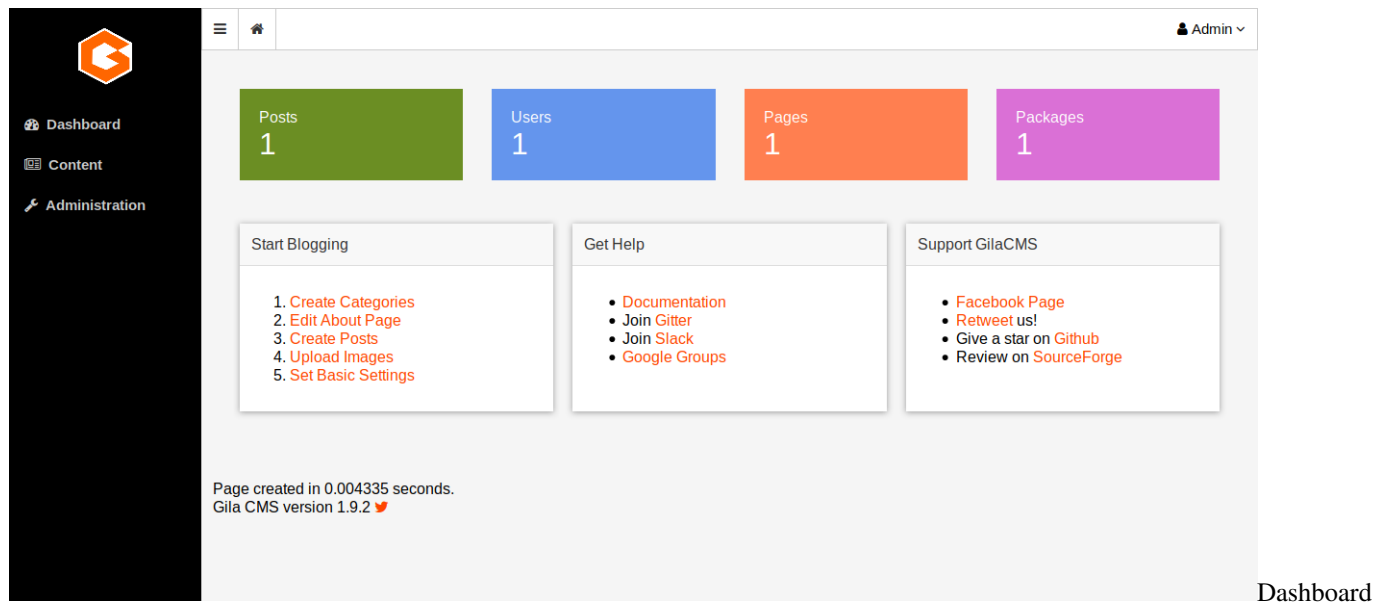 Admin
Dashboard
Content
Administration
Posts
1
Users
1
Pages
1
Packages
1
Start Blogging
1. Create Categories
2. Edit About Page
3. Create Posts
4. Upload Images
5. Set Basic Settings
Get Help
• Documentation
• Join Gitter
• Join Slack
• Google Groups
Support GilaCMS
• Facebook Page
• Retweet us!
• Give a star on Github
• Review on SourceForge
Page created in 0.004335 seconds.
Gila CMS version 1.9.2
Dashboard